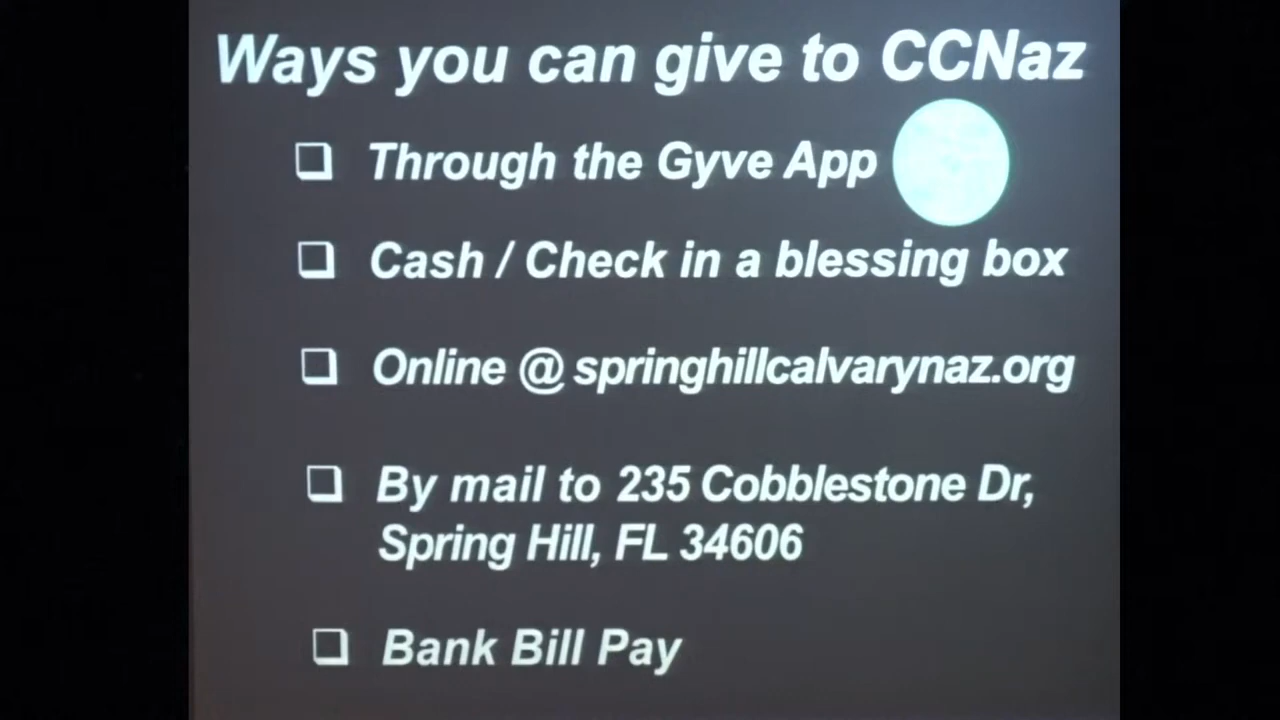 Ways you can give to CCNaz
Through the Gyve App
Cash / Check in a blessing box
Online @ springhillcalvarynaz.org
By mail to 235 Cobblestone Dr,
Spring Hill, FL 34606
Bank Bill Pay